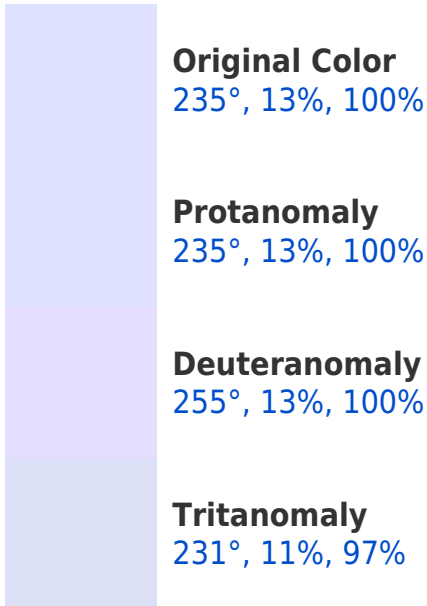 Original Color
235°, 13%, 100%
Protanomaly
235°, 13%, 100%
Deuteranomaly
255°, 13%, 100%
Tritanomaly
231°, 11%, 97%